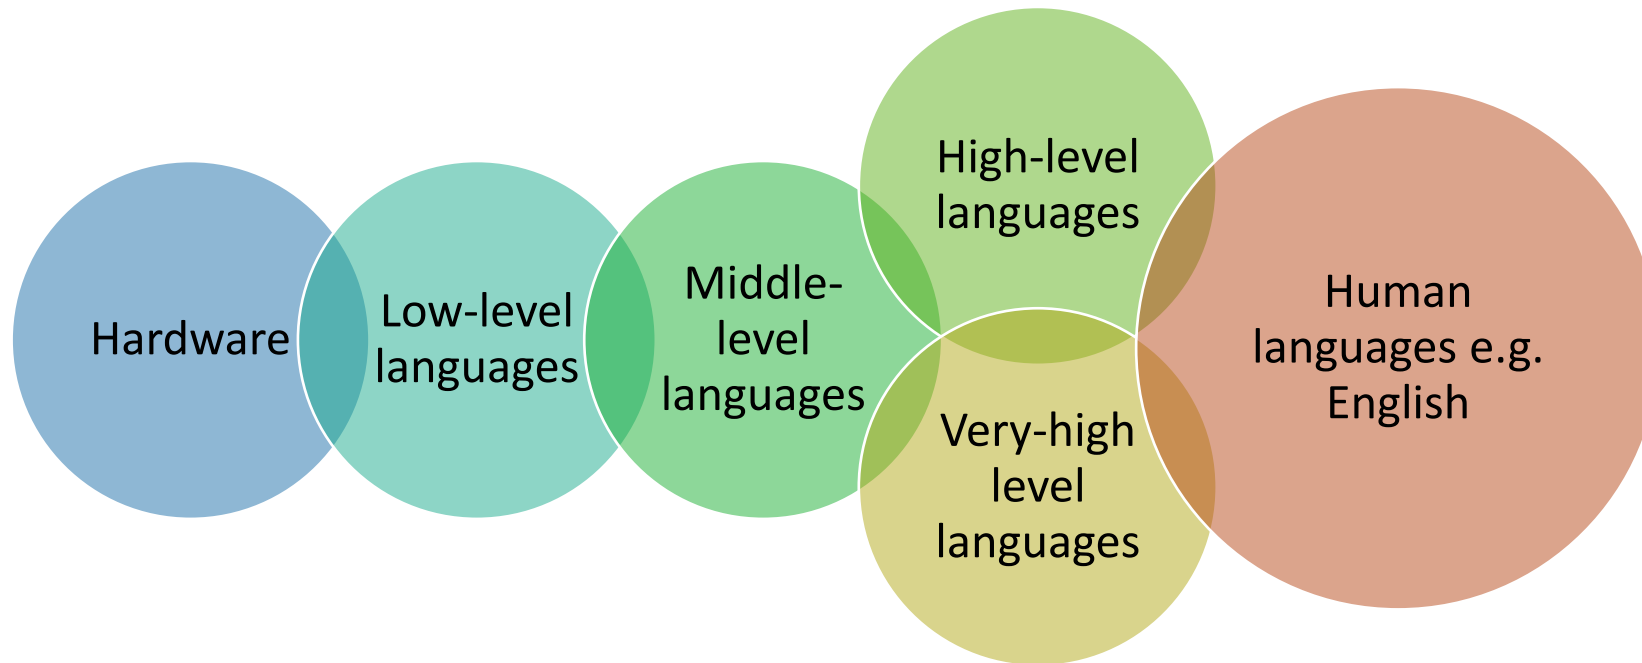 Hardware
Low-level
languages
Middle-
level
languages
High-level
languages
Very-high
level
languages
Human
languages e.g.
English